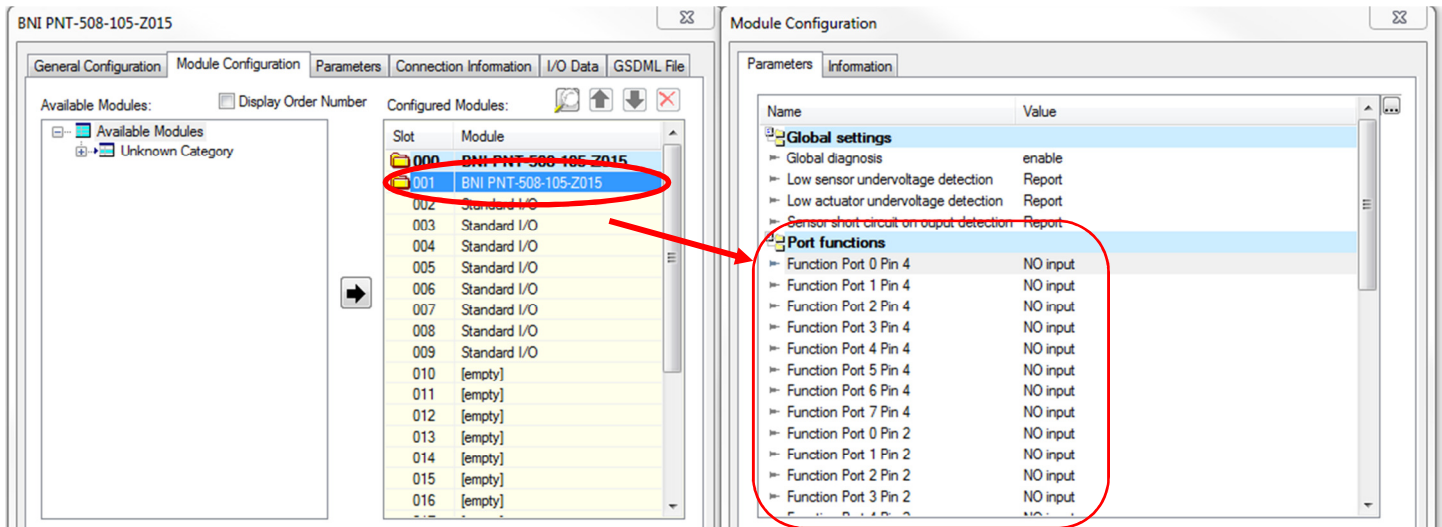 BNI PNT-508-105-Z015
General Configuration Module Configuration Parameters Connection Information I/O Data GSDML File
Available Modules: Display Order Number Configured Modules:
Available Modules
Unknown Category
Slot Module
000 BNI PNT-508-105-Z015
001 BNI PNT-508-105-Z015
002 Standard I/O
003 Standard I/O
004 Standard I/O
005 Standard I/O
006 Standard I/O
007 Standard I/O
008 Standard I/O
009 Standard I/O
010 [empty]
011 [empty]
012 [empty]
013 [empty]
014 [empty]
015 [empty]
016 [empty]
Module Configuration
Parameters Information
Name Value
Global settings
Global diagnosis enable
Low sensor undervoltage detection Report
Low actuator undervoltage detection Report
Sensor short circuit on ouput detection Report
Port functions
Function Port 0 Pin 4 NO input
Function Port 1 Pin 4 NO input
Function Port 2 Pin 4 NO input
Function Port 3 Pin 4 NO input
Function Port 4 Pin 4 NO input
Function Port 5 Pin 4 NO input
Function Port 6 Pin 4 NO input
Function Port 7 Pin 4 NO input
Function Port 0 Pin 2 NO input
Function Port 1 Pin 2 NO input
Function Port 2 Pin 2 NO input
Function Port 3 Pin 2 NO input